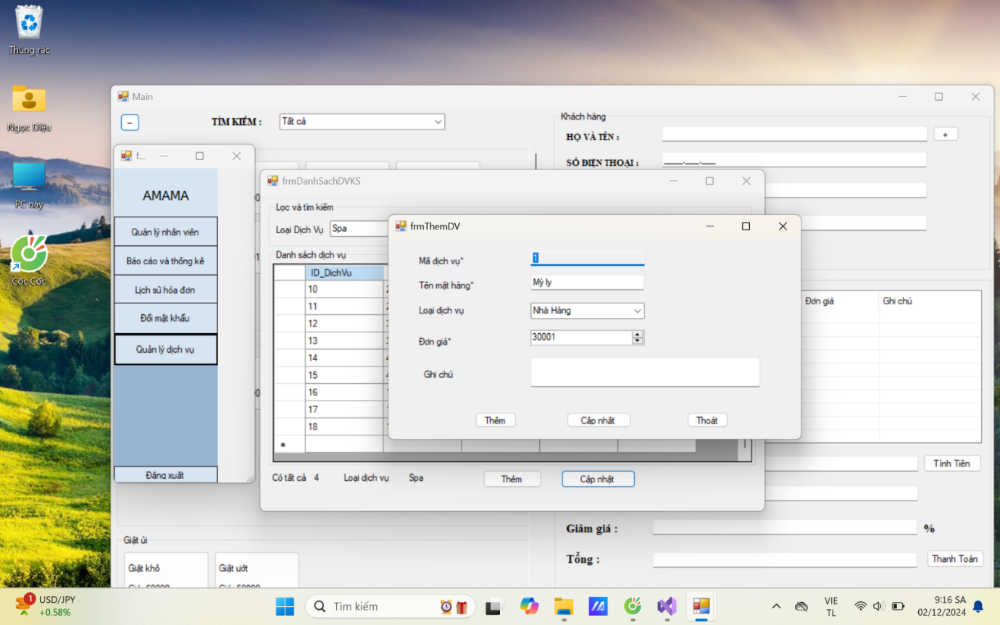 Thùng rác
Ngọc Diệu
PC này
Cốc Cốc
Main
--
TÌM KIẾM :
Tất cả
Khách hàng
HỌ VÀ TÊN :
+
SỐ ĐIỆN THOẠI :
f...
AMAMA
Quản lý nhân viên
Báo cáo và thống kê
Lịch sử hóa đơn
Đổi mật khẩu
Quản lý dịch vụ
Đăng xuất
frmDanhSachDVKS
Lọc và tìm kiếm
Loại Dịch Vụ
Spa
Danh sách dịch vụ
ID_DichVu
10
11
12
13
14
15
16
17
18
Có tất cả 4 Loại dịch vụ Spa
Thêm
Cập nhật
frmThemDV
Mã dịch vụ*
1
Tên mặt hàng*
Mỳ ly
Loại dịch vụ
Nhà Hàng
Đơn giá*
30001
Ghi chú
Thêm
Cập nhật
Thoát
Đơn giá
Ghi chú
Tính Tiền
Giảm giá :
%
Tổng :
Thanh Toán
Giặt ủi
Giặt khô
Giặt ướt
1
USD/JPY
+0.58%
Tìm kiếm
VIE
TL
9:16 SA
02/12/2024